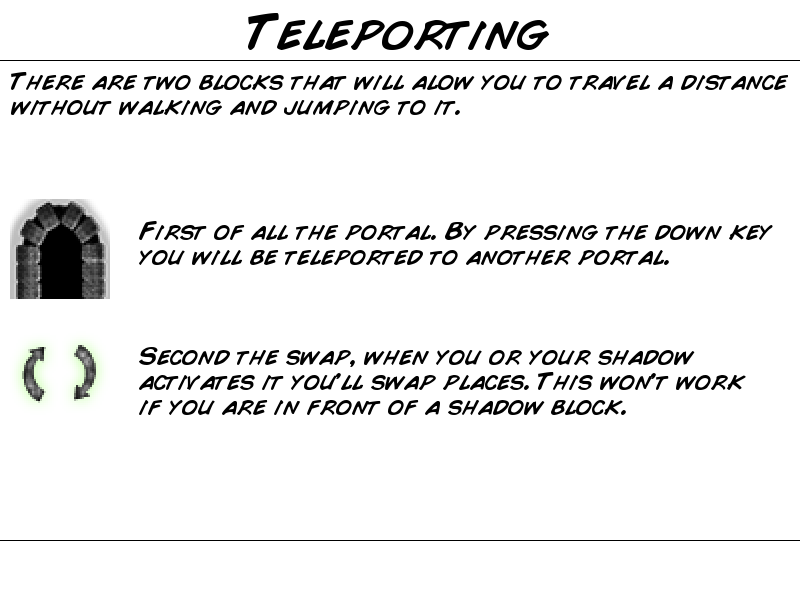 Teleporting
There are two blocks that will alow you to travel a distance
without walking and jumping to it.
First of all the portal. By pressing the down key
you will be teleported to another portal.
Second the swap, when you or your shadow
activates it you'll swap places. This won't work
if you are in front of a shadow block.